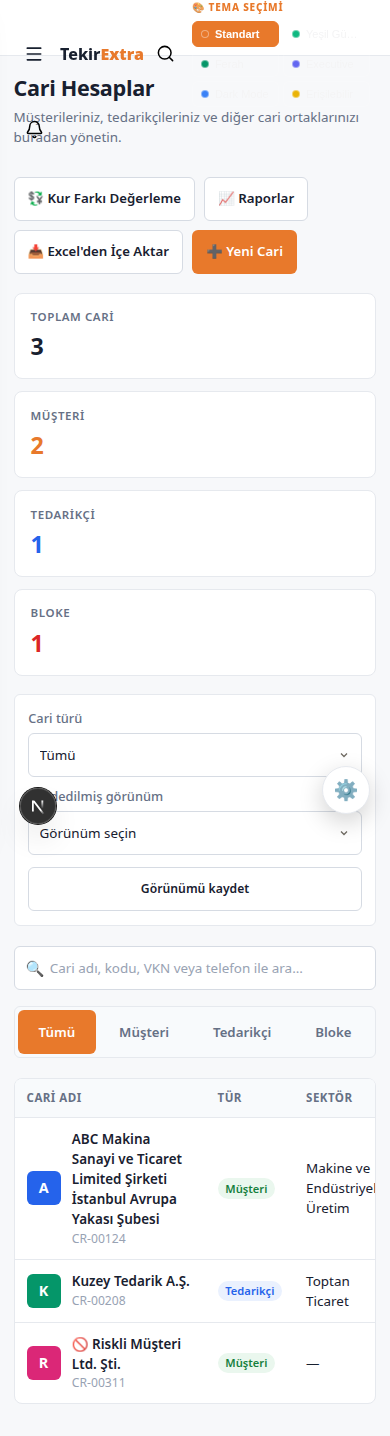 🎨 TEMA SEÇİMİ
Standart
TekirExtra
Cari Hesaplar
Müşterileriniz, tedarikçileriniz ve diğer cari ortaklarınızı
buradan yönetin.
💱 Kur Farkı Değerleme
📈 Raporlar
📥 Excel'den İçe Aktar
➕ Yeni Cari
TOPLAM CARİ
3
MÜŞTERİ
2
TEDARİKÇİ
1
BLOKE
1
Cari türü
Tümü
dedilmiş görünüm
Görünüm seçin
Görünümü kaydet
🔍 Cari adı, kodu, VKN veya telefon ile ara...
Tümü
Müşteri
Tedarikçi
Bloke
CARİ ADI
TÜR
SEKTÖR
A
ABC Makina
Sanayi ve Ticaret
Limited Şirketi
İstanbul Avrupa
Yakası Şubesi
CR-00124
Müşteri
Makine ve
Endüstriyel
Üretim
K
Kuzey Tedarik A.Ş.
CR-00208
Tedarikçi
Toptan
Ticaret
R
🚫 Riskli Müşteri
Ltd. Şti.
CR-00311
Müşteri
—